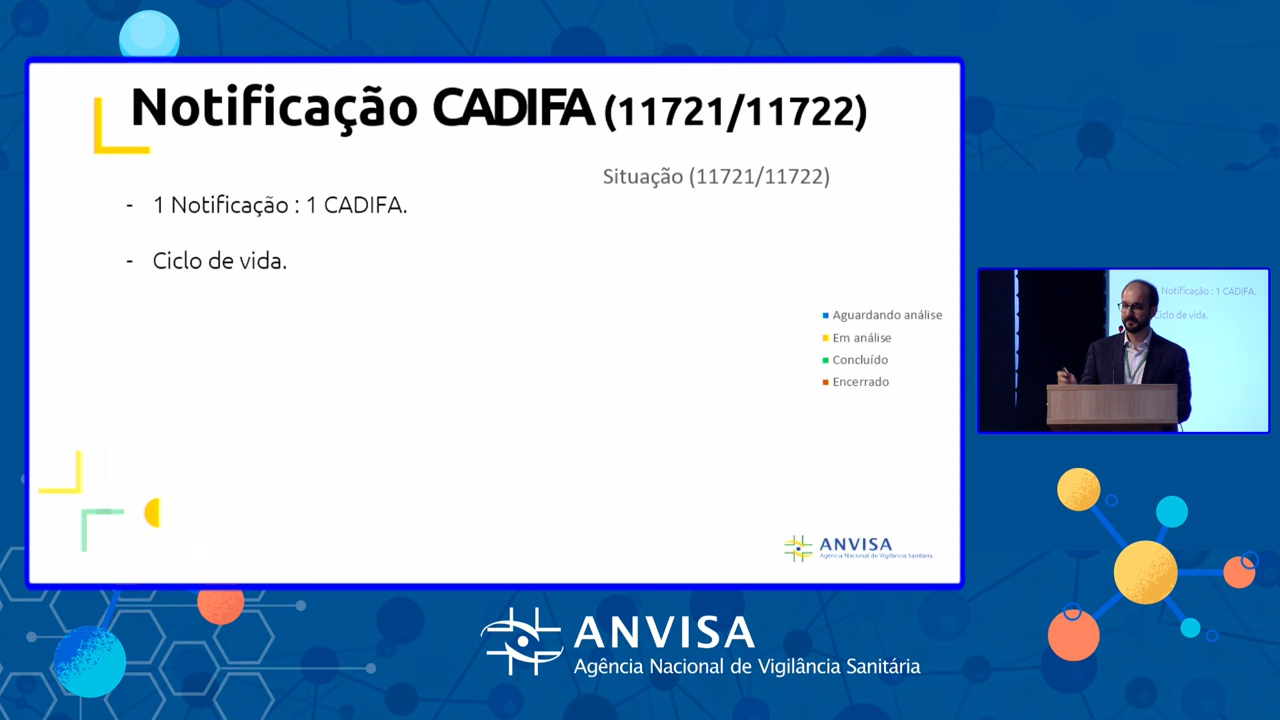 Notificação CADIFA (11721/11722)
Situação (11721/11722)
- 1 Notificação : 1 CADIFA.
- Ciclo de vida.
Aguardando análise
Em análise
Concluído
Encerrado
ANVISA
Agência Nacional de Vigilância Sanitária
Notificação : 1 CADIFA.
Ciclo de vida.
ANVISA
Agência Nacional de Vigilância Sanitária